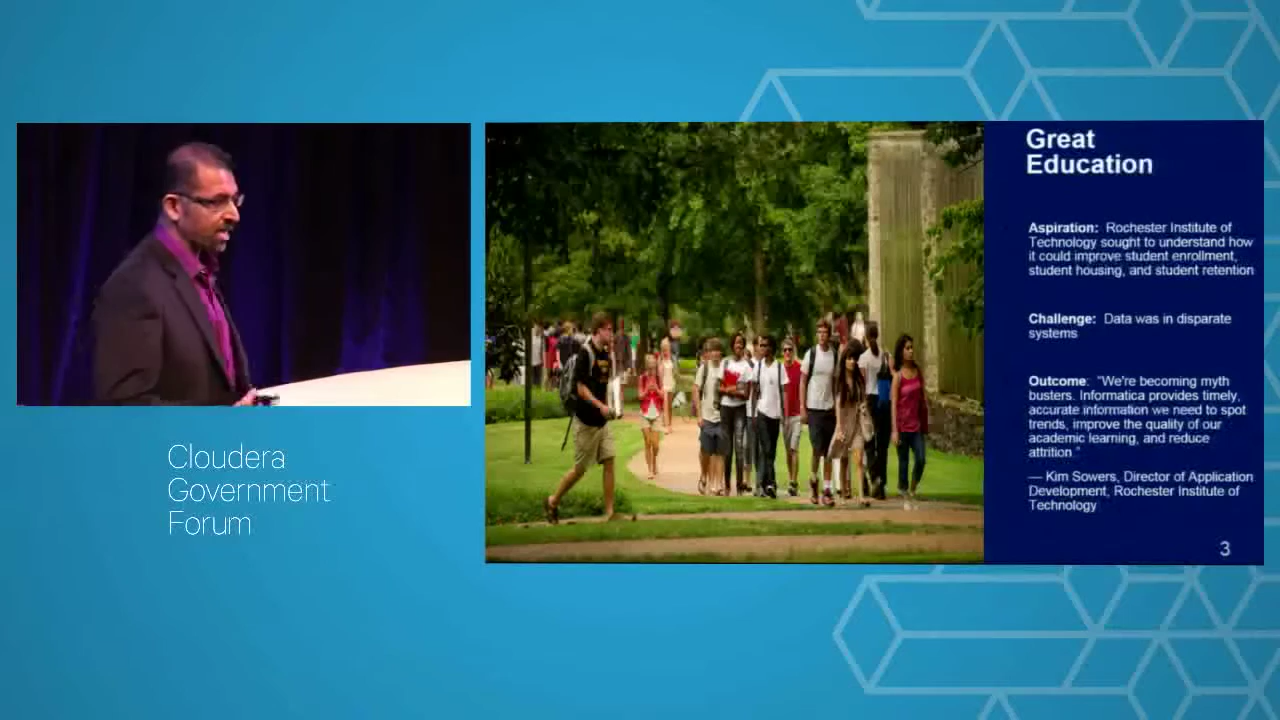 Cloudera
Government
Forum
Great
Education
Aspiration: Rochester Institute of
Technology sought to understand how
it could improve student enrollment,
student housing, and student retention
Challenge: Data was in disparate
systems
Outcome: "We're becoming myth
busters. Informatica provides timely,
accurate information we need to spot
trends, improve the quality of our
academic learning, and reduce
attrition."
— Kim Sowers, Director of Application
Development, Rochester Institute of
Technology
3